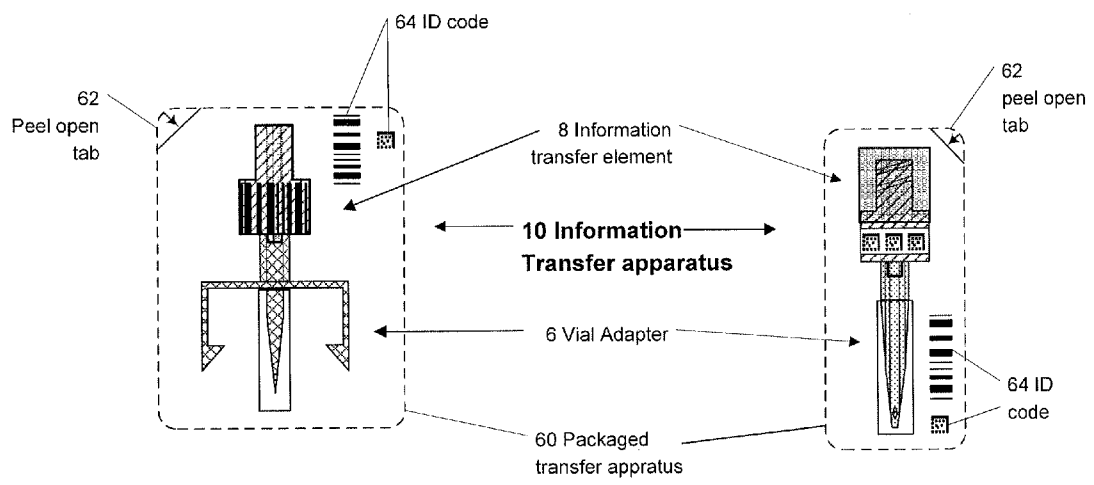 64 ID code
62
Peel open
tab
8 Information
transfer element
62
peel open
tab
10 Information
Transfer apparatus
6 Vial Adapter
64 ID
code
60 Packaged
transfer appratus